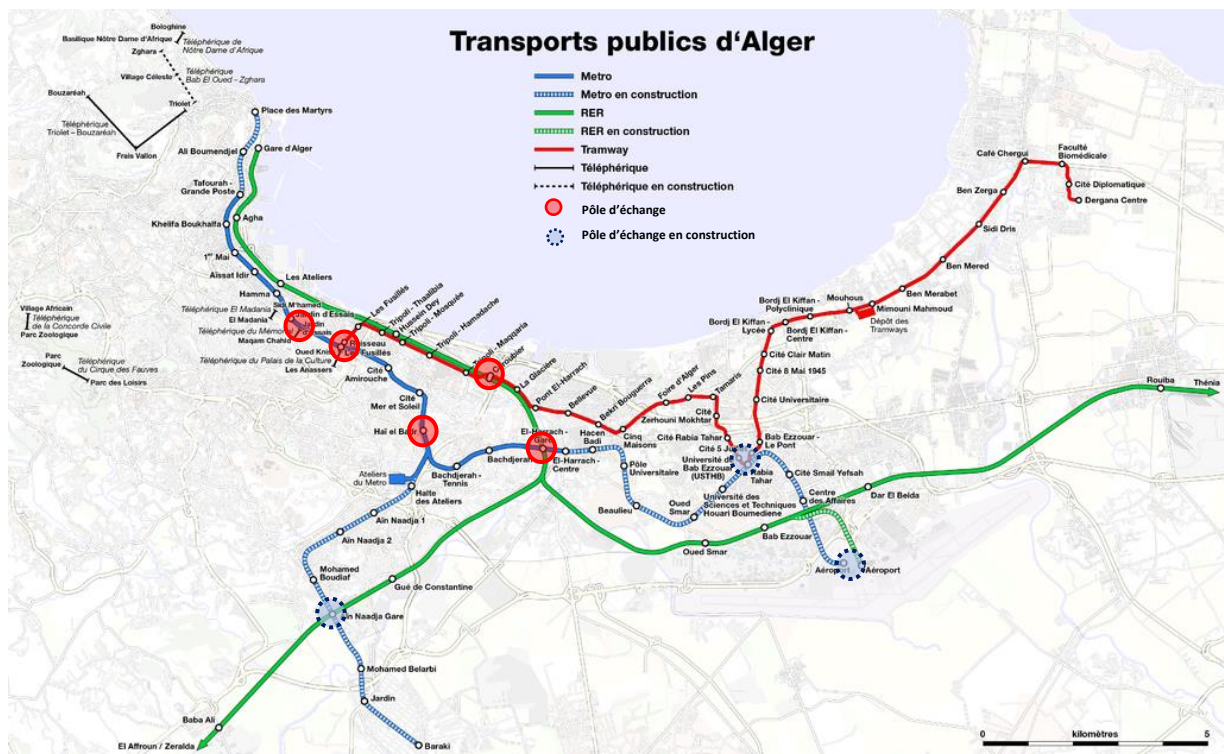 Transports publics d'Alger
Metro
Metro en construction
RER
RER en construction
Tramway
Téléphérique
Téléphérique en construction
Pôle d'échange
Pôle d'échange en construction
Bologhine
Basilique Nôtre Dame d'Afrique
Téléphérique de
Nôtre Dame d'Afrique
Zghara
Village Céleste
Téléphérique
Bab El Oued - Zghara
Bouzaréah
Triolet
Téléphérique
Triolet - Bouzaréah
Frais Vallon
Place des Martyrs
Ali Boumendjel
Gare d'Alger
Tafourah -
Grande Poste
Khelifa Boukhalfa
Agha
1er Mai
Aïssat Idir
Les Ateliers
Hamma
Village Africain
Téléphérique
de la Concorde Civile
Parc Zoologique
Parc
Zoologique
Téléphérique
du Cirque des Fauves
Parc des Loisirs
Téléphérique El Madania
Sidi M'hamed
El Madania
Jardin d'Essais
Jardin
d'Essais
Téléphérique du Mémorial
Maqam Chahid
Oued Kniss
Ruisseau
Les Fusillés
Téléphérique du Palais de la Culture
Les Anassers
Les Fusillés
Tripoli - Thaalibia
Hussein Dey
Tripoli - Mosquée
Tripoli - Hamadache
Tripoli - Maqqaria
Caroubier
La Glacière
Pont El-Harrach
Bellevue
Bekri Bouguerra
Cinq
Maisons
Foire d'Alger
Zerhouni Mokhtar
Les Pins
Tamaris
Cité
Rabia Tahar
Cité 5 Ju
Université de
Bab Ezzouar
(USTHB)
Rabia
Tahar
Bab Ezzouar -
Le Pont
Cité Universitaire
Cité 8 Mai 1945
Cité Clair Matin
Bordj El Kiffan -
Lycée
Bordj El Kiffan -
Centre
Bordj El Kiffan -
Polyclinique
Mouhous
Mimouni Mahmoud
Dépôt des
Tramways
Ben Merabet
Ben Mered
Sidi Dris
Ben Zerga
Café Chergui
Faculté
Biomédicale
Cité Diplomatique
Dergana Centre
Cité
Amirouche
Cité
Mer et Soleil
Haï el Badr
Ateliers
du Metro
Halte
des Ateliers
Bachdjerah -
Tennis
Bachdjerah
El-Harrach -
Gare
El-Harrach -
Centre
Hacen
Badi
Pôle
Universitaire
Beaulieu
Oued
Smar
Université des
Sciences et Techniques
Houari Boumediene
Cité Smail Yefsah
Centre
des Affaires
Aéroport
Aéroport
Aïn Naadja 1
Aïn Naadja 2
Mohamed
Boudiaf
Aïn Naadja Gare
Gué de Constantine
Mohamed Belarbi
Jardin
Baraki
Baba Ali
El Affroun / Zeralda
Oued Smar
Bab Ezzouar
Dar El Beida
Rouiba
Thénia
0
kilomètres
5